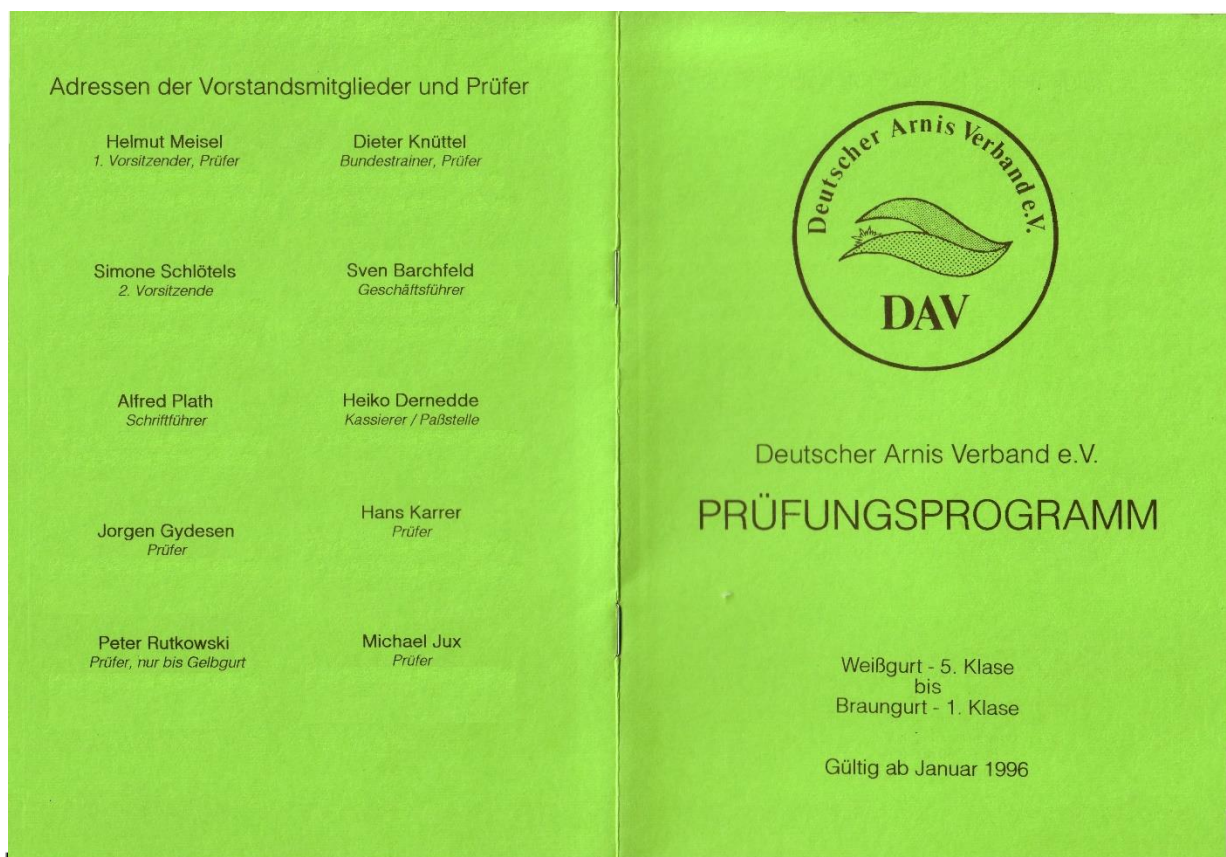 Adressen der Vorstandsmitglieder und Prüfer
Helmut Meisel
1. Vorsitzender, Prüfer
Dieter Knüttel
Bundestrainer, Prüfer
Simone Schlötels
2. Vorsitzende
Sven Barchfeld
Geschäftsführer
Alfred Plath
Schriftführer
Heiko Dernedde
Kassierer / Paßstelle
Jorgen Gydesen
Prüfer
Hans Karrer
Prüfer
Peter Rutkowski
Prüfer, nur bis Gelbgurt
Michael Jux
Prüfer
Deutscher Arnis Verband e.V.
DAV
Deutscher Arnis Verband e.V.
PRÜFUNGSPROGRAMM
Weißgurt - 5. Klase
bis
Braungurt - 1. Klase
Gültig ab Januar 1996